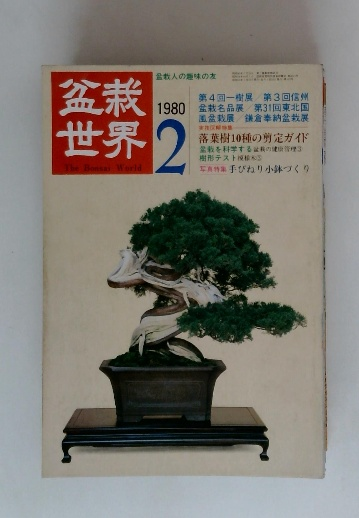 盆栽人の趣味の友
盆栽
世界
The Bonsai World
1980
2
第4回一樹展／第3回信州
盆栽名品展／第31回東北国
風盆栽展／鎌倉奉納盆栽展
落葉樹10種の剪定ガイド
盆栽を科学する
樹形テスト
写真特集 手びねり小鉢づくり